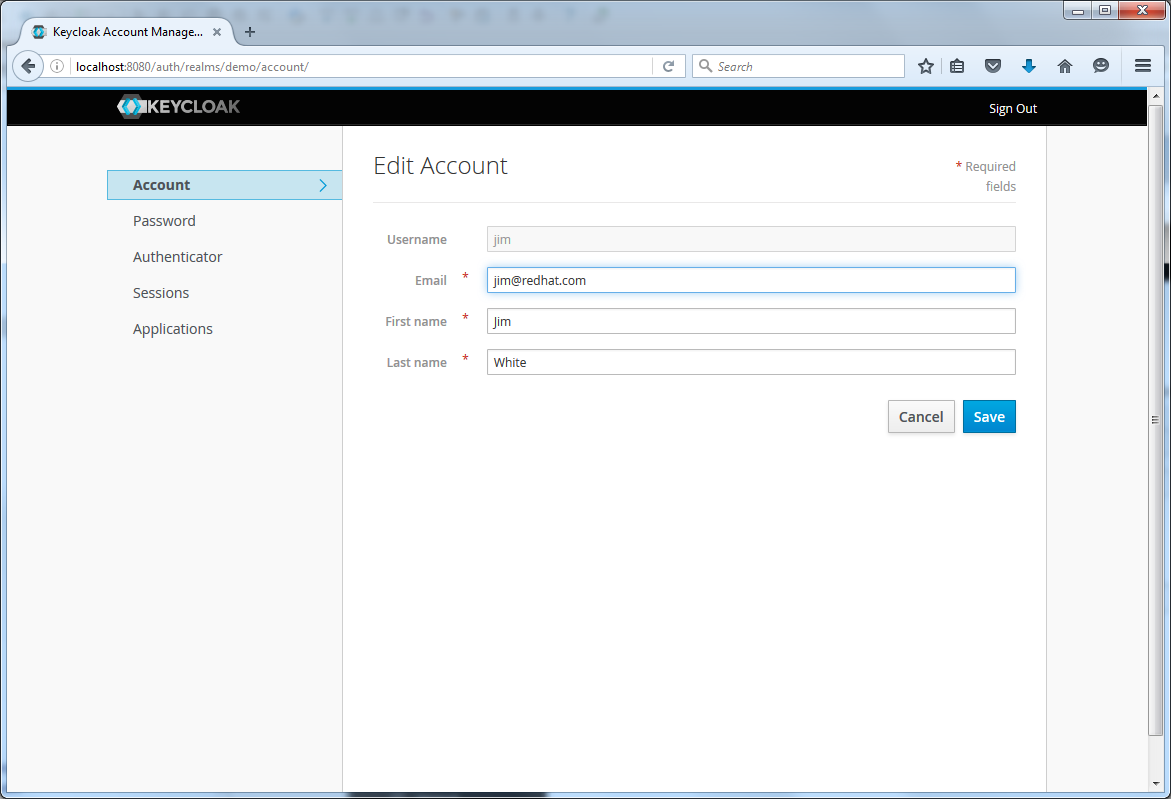 Keycloak Account Manage...
localhost:8080/auth/realms/demo/account/
Search
KEYCLOAK
Sign Out
Account
Password
Authenticator
Sessions
Applications
Edit Account
* Required
fields
Username
jim
Email *
jim@redhat.com
First name *
Jim
Last name *
White
Cancel
Save